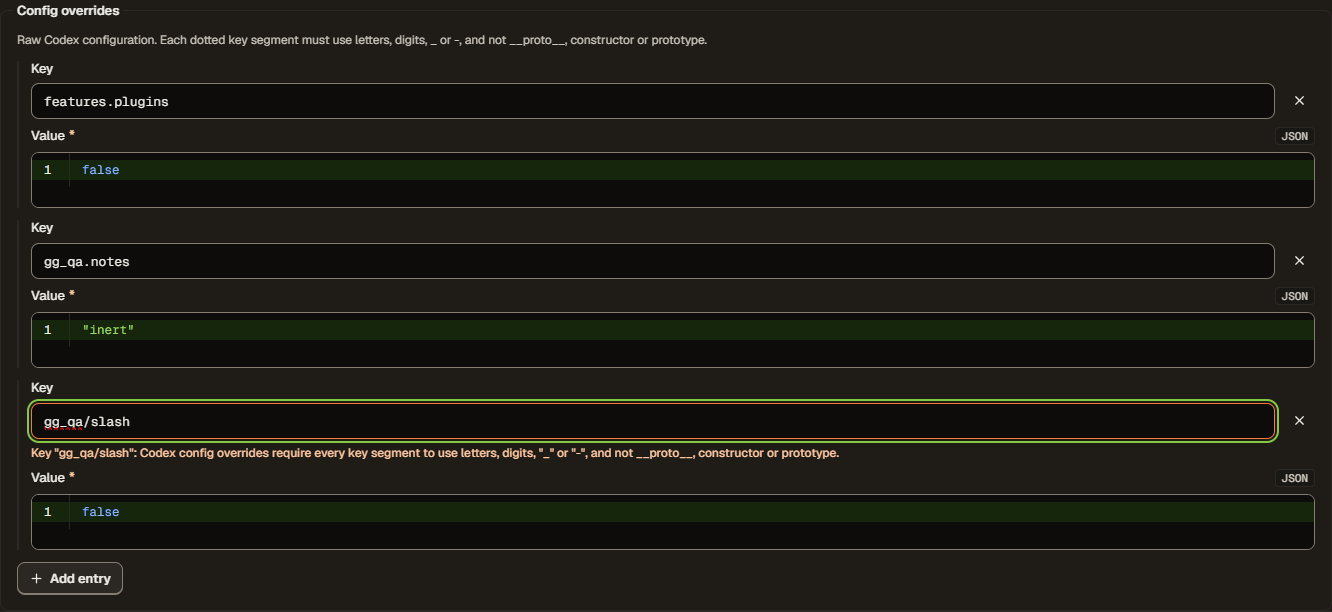 Config overrides
Raw Codex configuration. Each dotted key segment must use letters, digits, _ or -, and not __proto__, constructor or prototype.
Key
features.plugins
Value *
JSON
1 false
Key
gg_qa.notes
Value *
JSON
1 "inert"
Key
gg_qa/slash
Key "gg_qa/slash": Codex config overrides require every key segment to use letters, digits, "_" or "-", and not __proto__, constructor or prototype.
Value *
JSON
1 false
+ Add entry